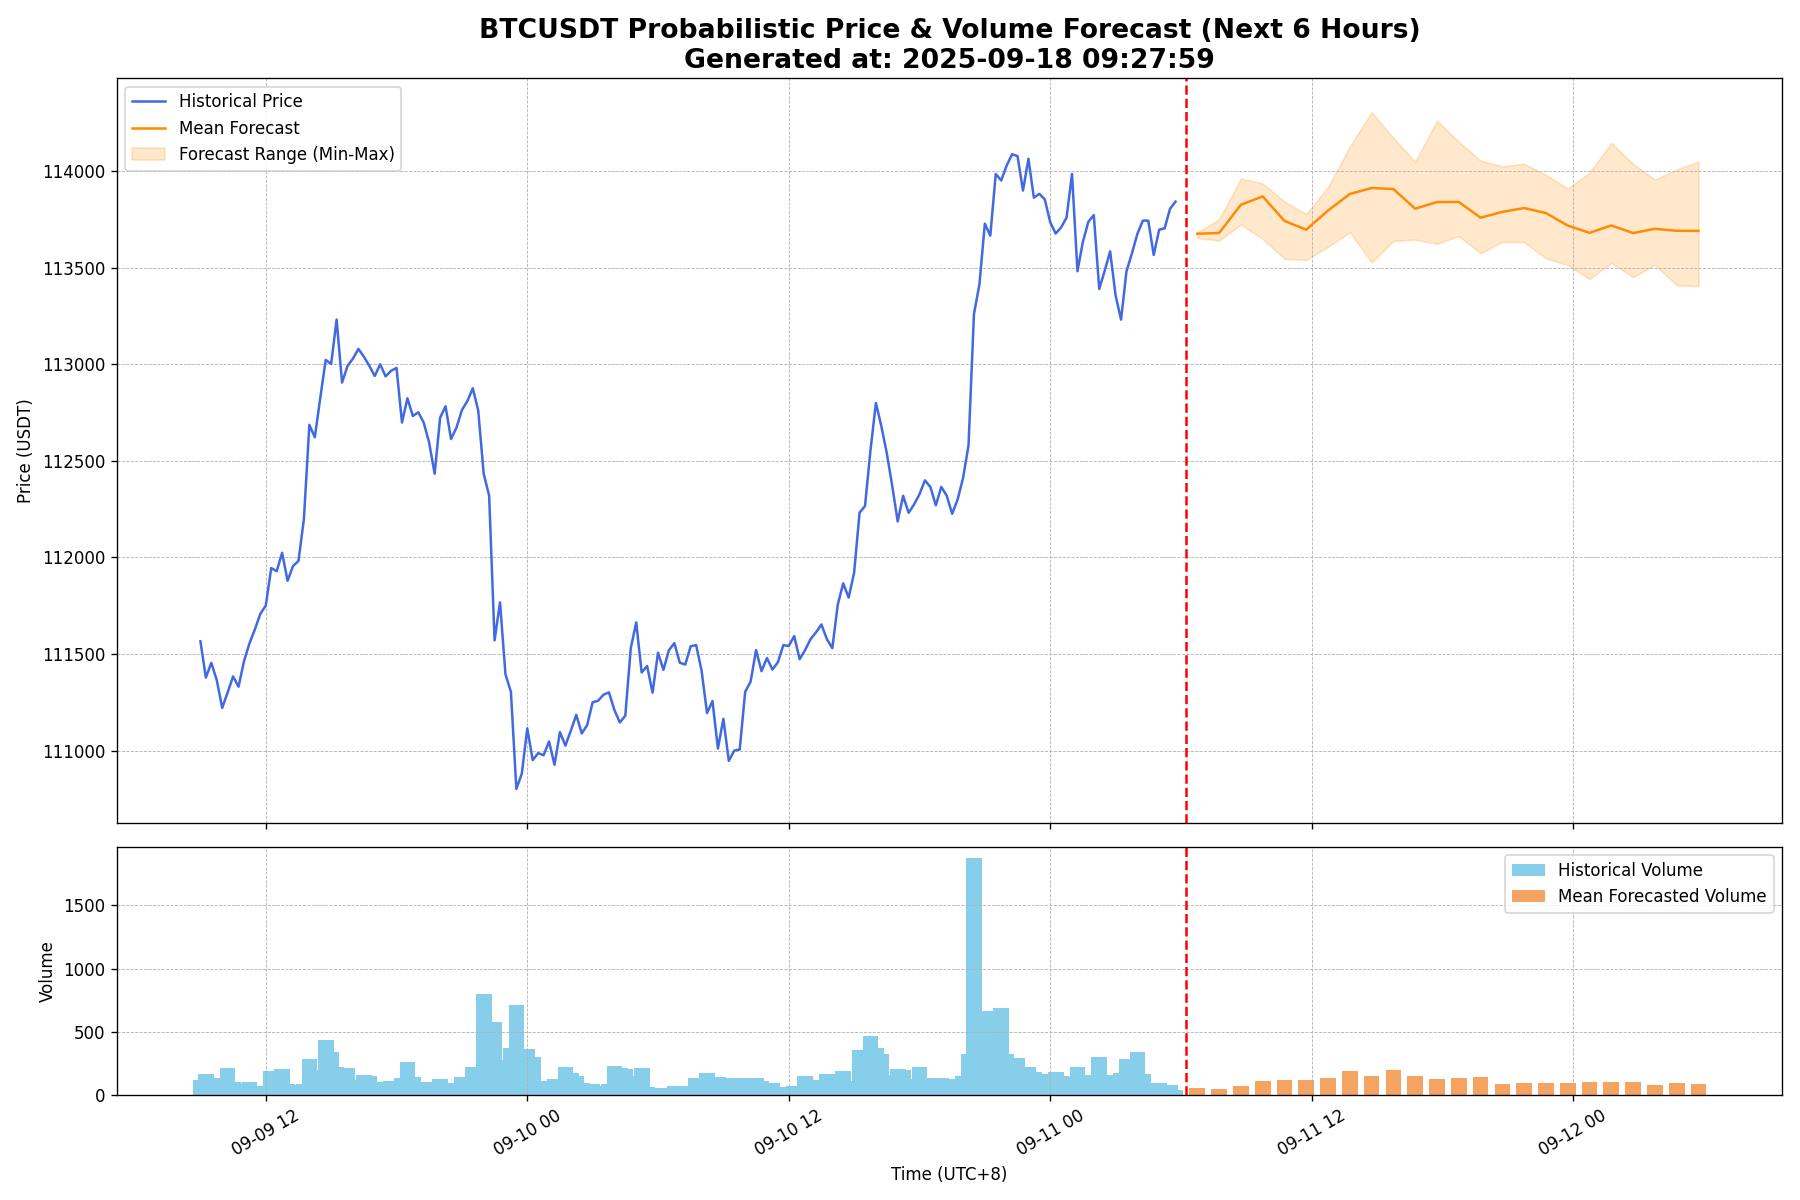 BTCUSDT Probabilistic Price & Volume Forecast (Next 6 Hours)
Generated at: 2025-09-18 09:27:59
Historical Price
Mean Forecast
Forecast Range (Min-Max)
114000
113500
113000
112500
112000
111500
111000
Price (USDT)
Historical Volume
Mean Forecasted Volume
1500
1000
500
0
Volume
09-09 12
09-10 00
09-10 12
09-11 00
09-11 12
09-12 00
Time (UTC+8)